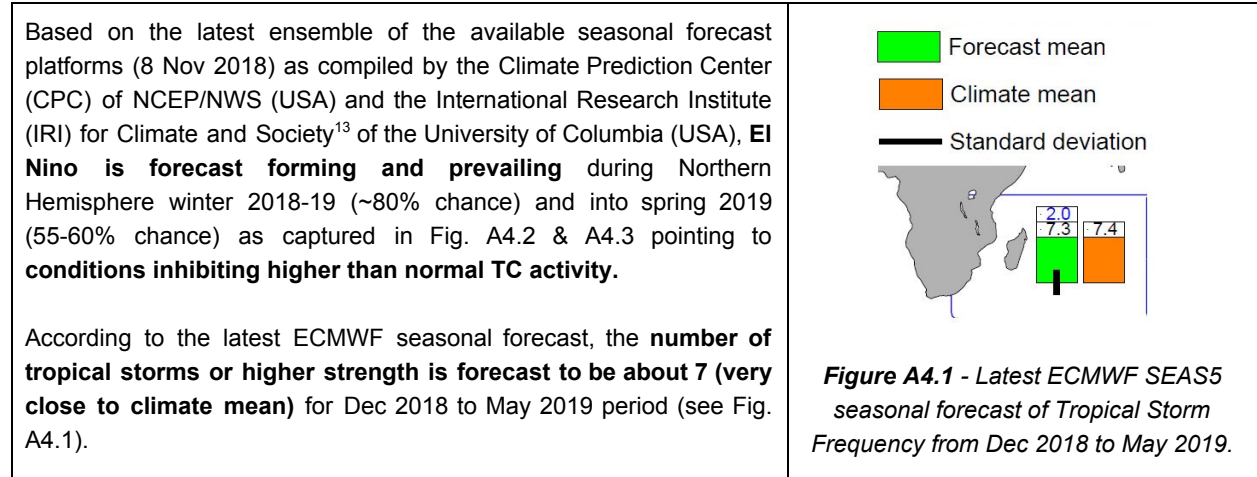 Based on the latest ensemble of the available seasonal forecast
platforms (8 Nov 2018) as compiled by the Climate Prediction Center
(CPC) of NCEP/NWS (USA) and the International Research Institute
(IRI) for Climate and Society13 of the University of Columbia (USA), El
Nino is forecast forming and prevailing during Northern
Hemisphere winter 2018-19 (~80% chance) and into spring 2019
(55-60% chance) as captured in Fig. A4.2 & A4.3 pointing to
conditions inhibiting higher than normal TC activity.
According to the latest ECMWF seasonal forecast, the number of
tropical storms or higher strength is forecast to be about 7 (very
close to climate mean) for Dec 2018 to May 2019 period (see Fig.
A4.1).
Forecast mean
Climate mean
Standard deviation
2.0
7.3 7.4
Figure A4.1 - Latest ECMWF SEAS5
seasonal forecast of Tropical Storm
Frequency from Dec 2018 to May 2019.